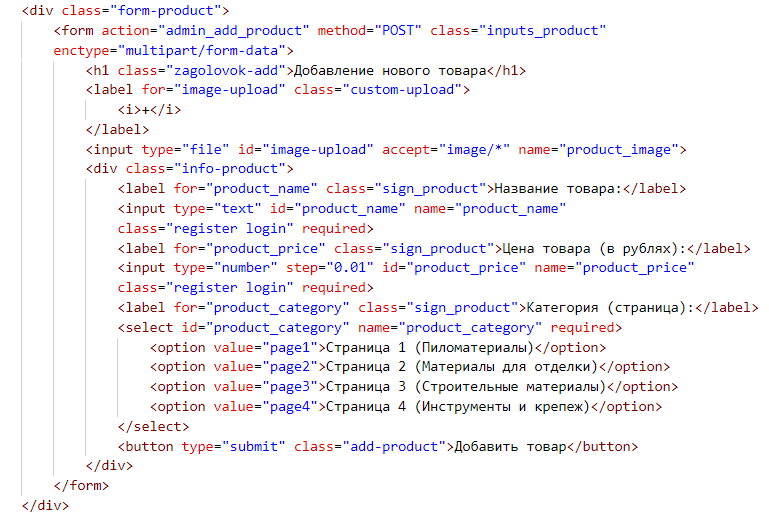 <div class="form-product">
<form action="admin_add_product" method="POST" class="inputs_product"
enctype="multipart/form-data">
<h1 class="zagolovok-add">Добавление нового товара</h1>
<label for="image-upload" class="custom-upload">
<i>+</i>
</label>
<input type="file" id="image-upload" accept="image/*" name="product_image">
<div class="info-product">
<label for="product_name" class="sign_product">Название товара:</label>
<input type="text" id="product_name" name="product_name"
class="register login" required>
<label for="product_price" class="sign_product">Цена товара (в рублях):</label>
<input type="number" step="0.01" id="product_price" name="product_price"
class="register login" required>
<label for="product_category" class="sign_product">Категория (страница):</label>
<select id="product_category" name="product_category" required>
<option value="page1">Страница 1 (Пиломатериалы)</option>
<option value="page2">Страница 2 (Материалы для отделки)</option>
<option value="page3">Страница 3 (Строительные материалы)</option>
<option value="page4">Страница 4 (Инструменты и крепеж)</option>
</select>
<button type="submit" class="add-product">Добавить товар</button>
</div>
</form>
</div>